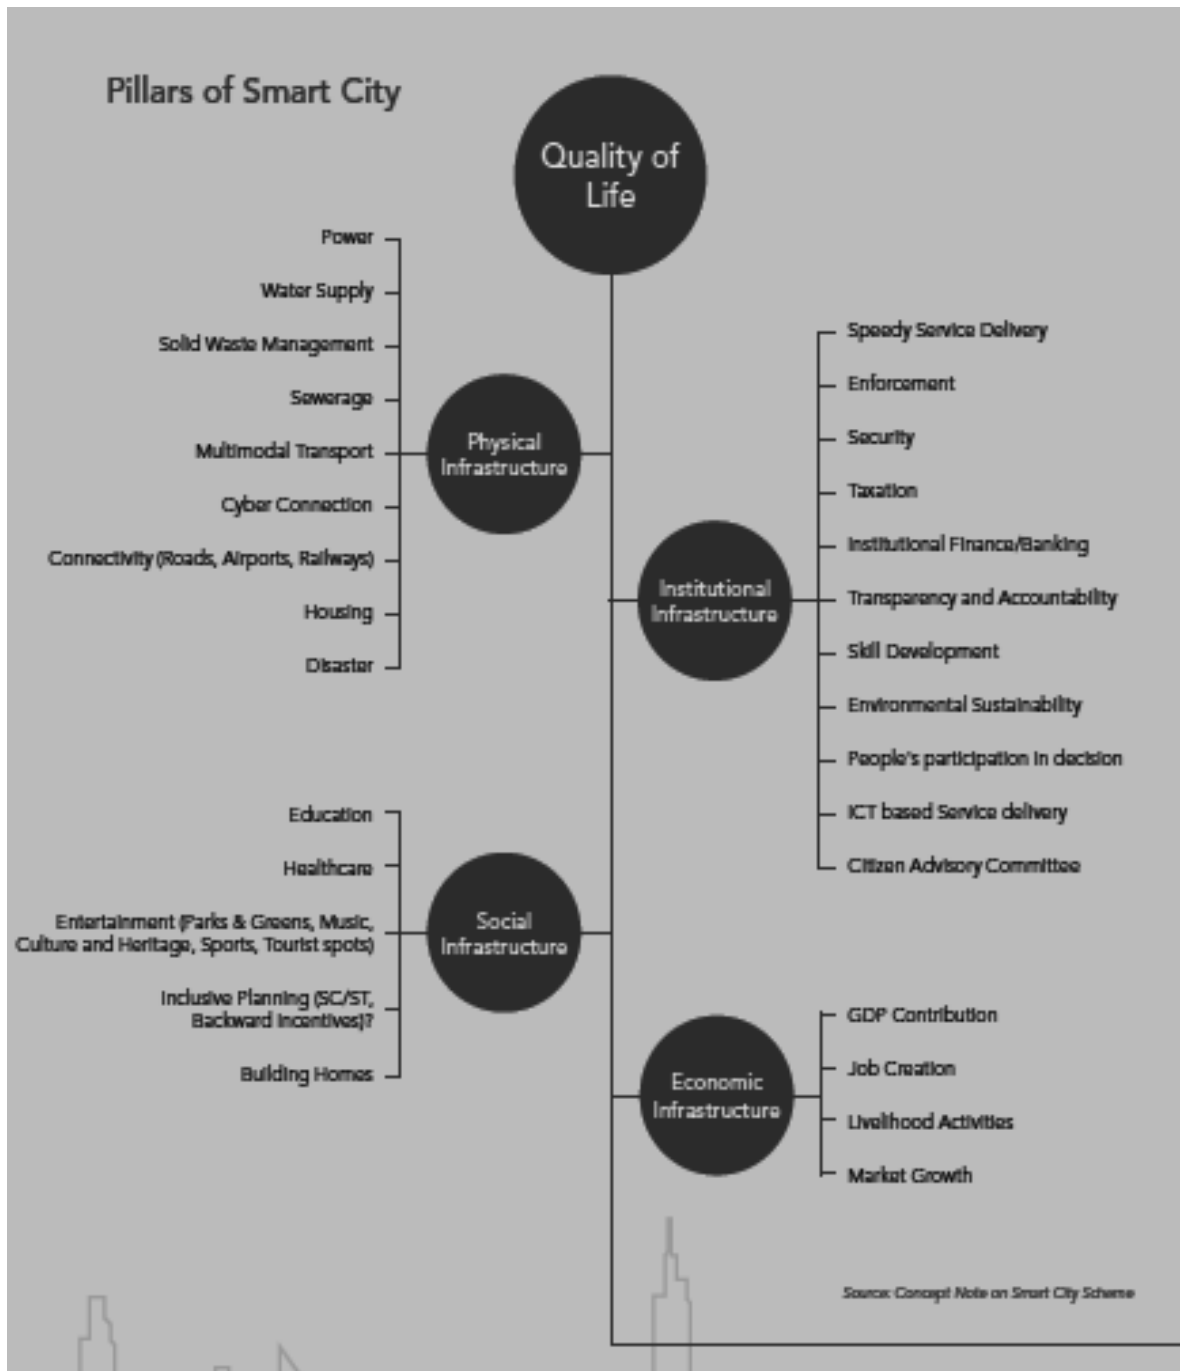 Pillars of Smart City
Quality of
Life
Power
Water Supply
Solid Waste Management
Sewerage
Multimodal Transport
Cyber Connection
Connectivity (Roads, Airports, Railways)
Housing
Disaster
Physical
Infrastructure
Speedy Service Delivery
Enforcement
Security
Taxation
Institutional Finance/Banking
Transparency and Accountability
Skill Development
Environmental Sustainability
People's participation in decision
ICT based Service delivery
Citizen Advisory Committee
Institutional
Infrastructure
Education
Healthcare
Entertainment (Parks & Greens, Music,
Culture and Heritage, Sports, Tourist spots)
Inclusive Planning (SC/ST,
Backward Incentives)?
Building Homes
Social
Infrastructure
Economic
Infrastructure
GDP Contribution
Job Creation
Livelihood Activities
Market Growth
Source: Concept Note on Smart City Scheme